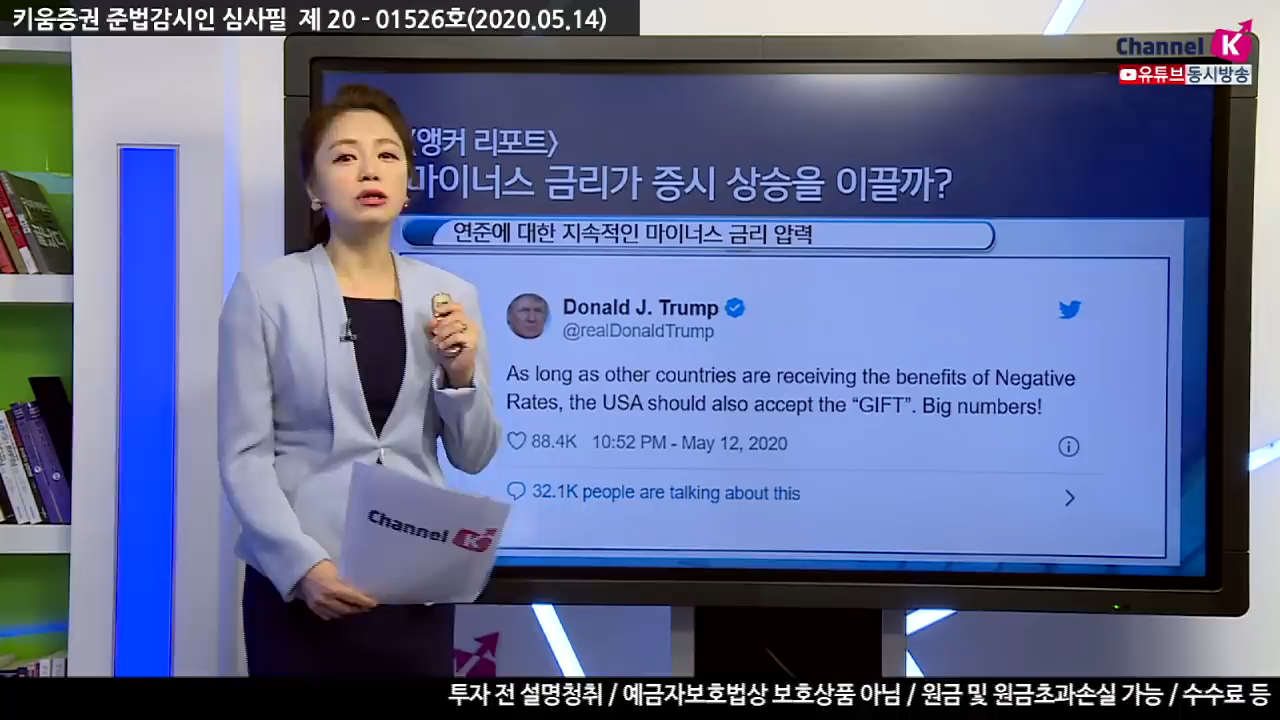 키움증권 준법감시인 심사필 제 20 - 01526호(2020.05.14)
Channel K
유튜브동시방송
<앵커 리포트>
마이너스 금리가 증시 상승을 이끌까?
연준에 대한 지속적인 마이너스 금리 압력
Donald J. Trump
@realDonaldTrump
As long as other countries are receiving the benefits of Negative
Rates, the USA should also accept the “GIFT”. Big numbers!
88.4K 10:52 PM - May 12, 2020
32.1K people are talking about this
Channel K
투자 전 설명청취 / 예금자보호법상 보호상품 아님 / 원금 및 원금초과손실 가능 / 수수료 등